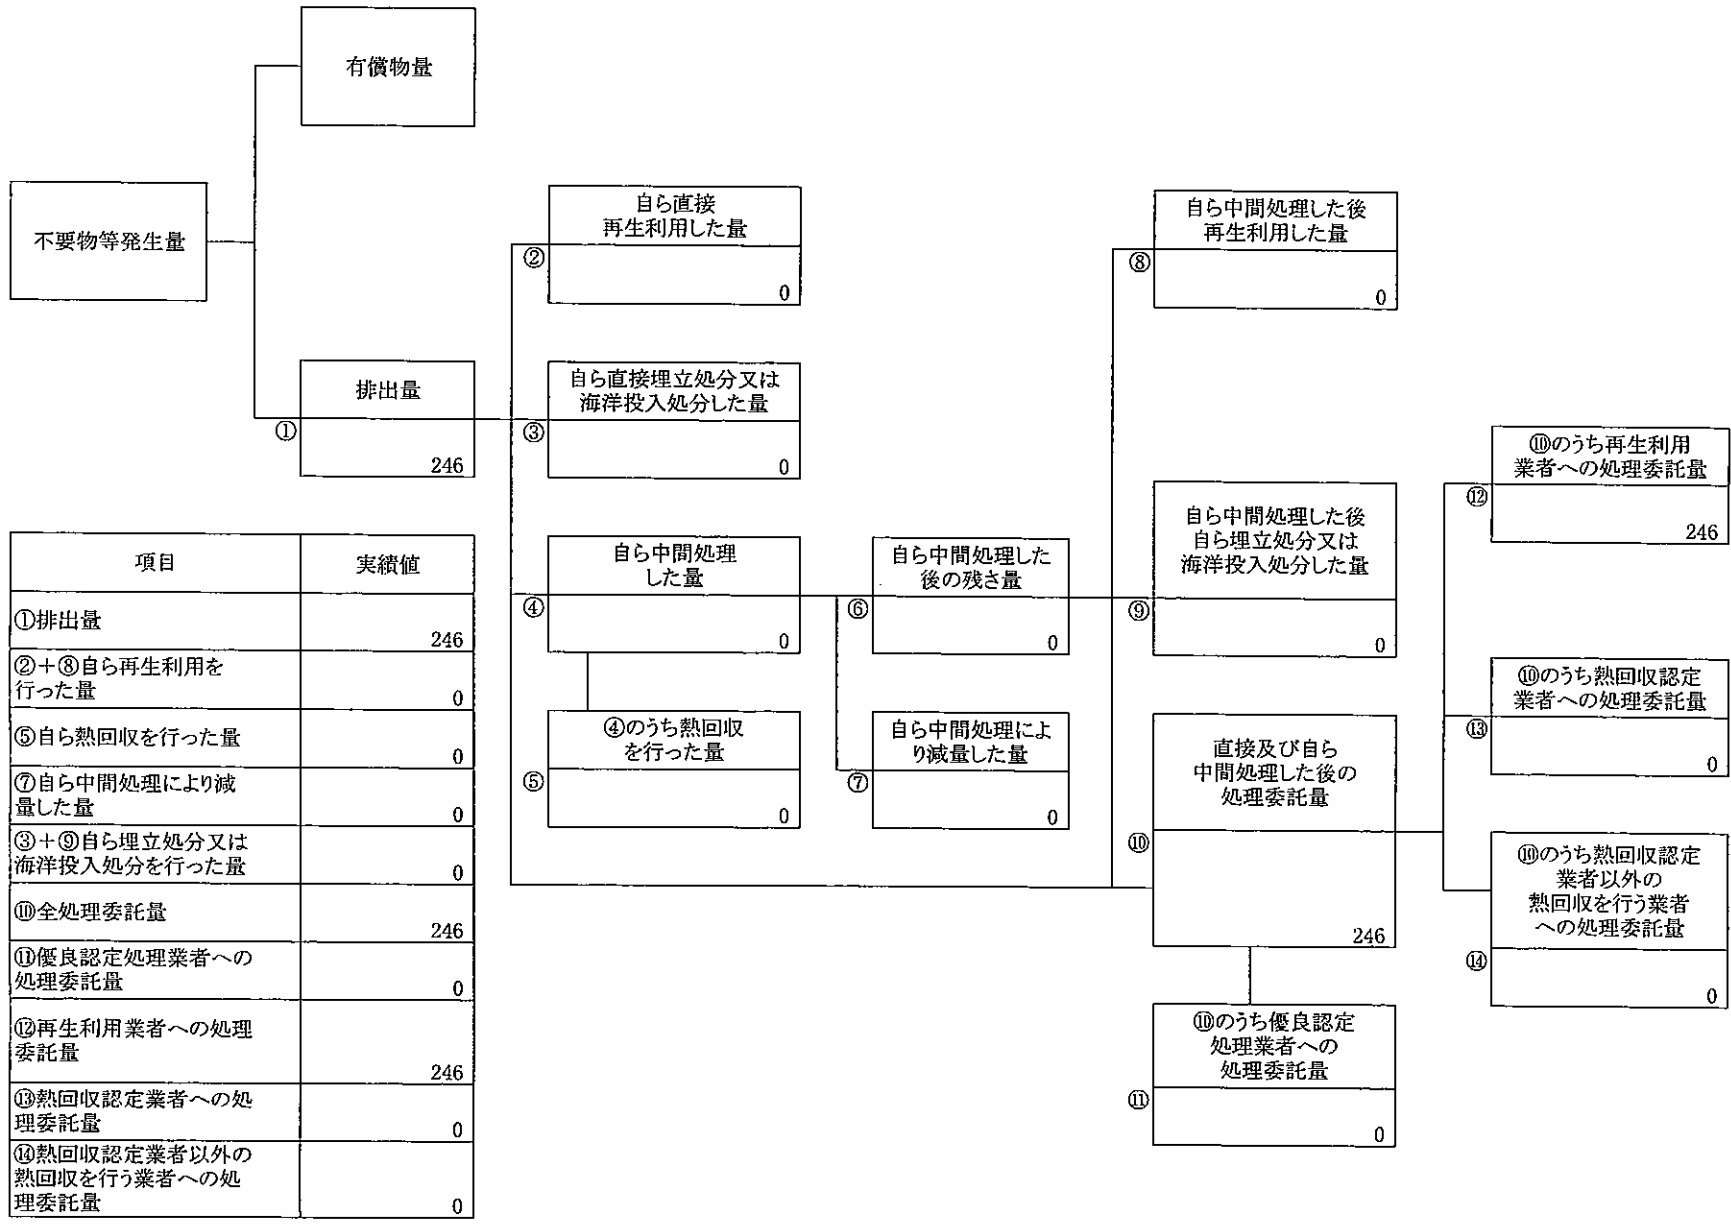 有償物量
不要物等発生量
排出量
①
246
自ら直接
再生利用した量
②
0
自ら直接埋立処分又は
海洋投入処分した量
③
0
自ら中間処理
した量
④
0
④のうち熱回収
を行った量
⑤
0
自ら中間処理した
後の残さ量
⑥
0
自ら中間処理によ
り減量した量
⑦
0
自ら中間処理した後
再生利用した量
⑧
0
自ら中間処理した後
自ら埋立処分又は
海洋投入処分した量
⑨
0
直接及び自ら
中間処理した後の
処理委託量
⑩
246
⑩のうち優良認定
処理業者への
処理委託量
⑪
0
⑩のうち再生利用
業者への処理委託量
⑫
246
⑩のうち熱回収認定
業者への処理委託量
⑬
0
⑩のうち熱回収認定
業者以外の
熱回収を行う業者
への処理委託量
⑭
0
項目 実績値
①排出量
246
②＋⑧自ら再生利用を
行った量
0
⑤自ら熱回収を行った量
0
⑦自ら中間処理により減
量した量
0
③＋⑨自ら埋立処分又は
海洋投入処分を行った量
0
⑩全処理委託量
246
⑪優良認定処理業者への
処理委託量
0
⑫再生利用業者への処理
委託量
246
⑬熱回収認定業者への処
理委託量
0
⑭熱回収認定業者以外の
熱回収を行う業者への処
理委託量
0